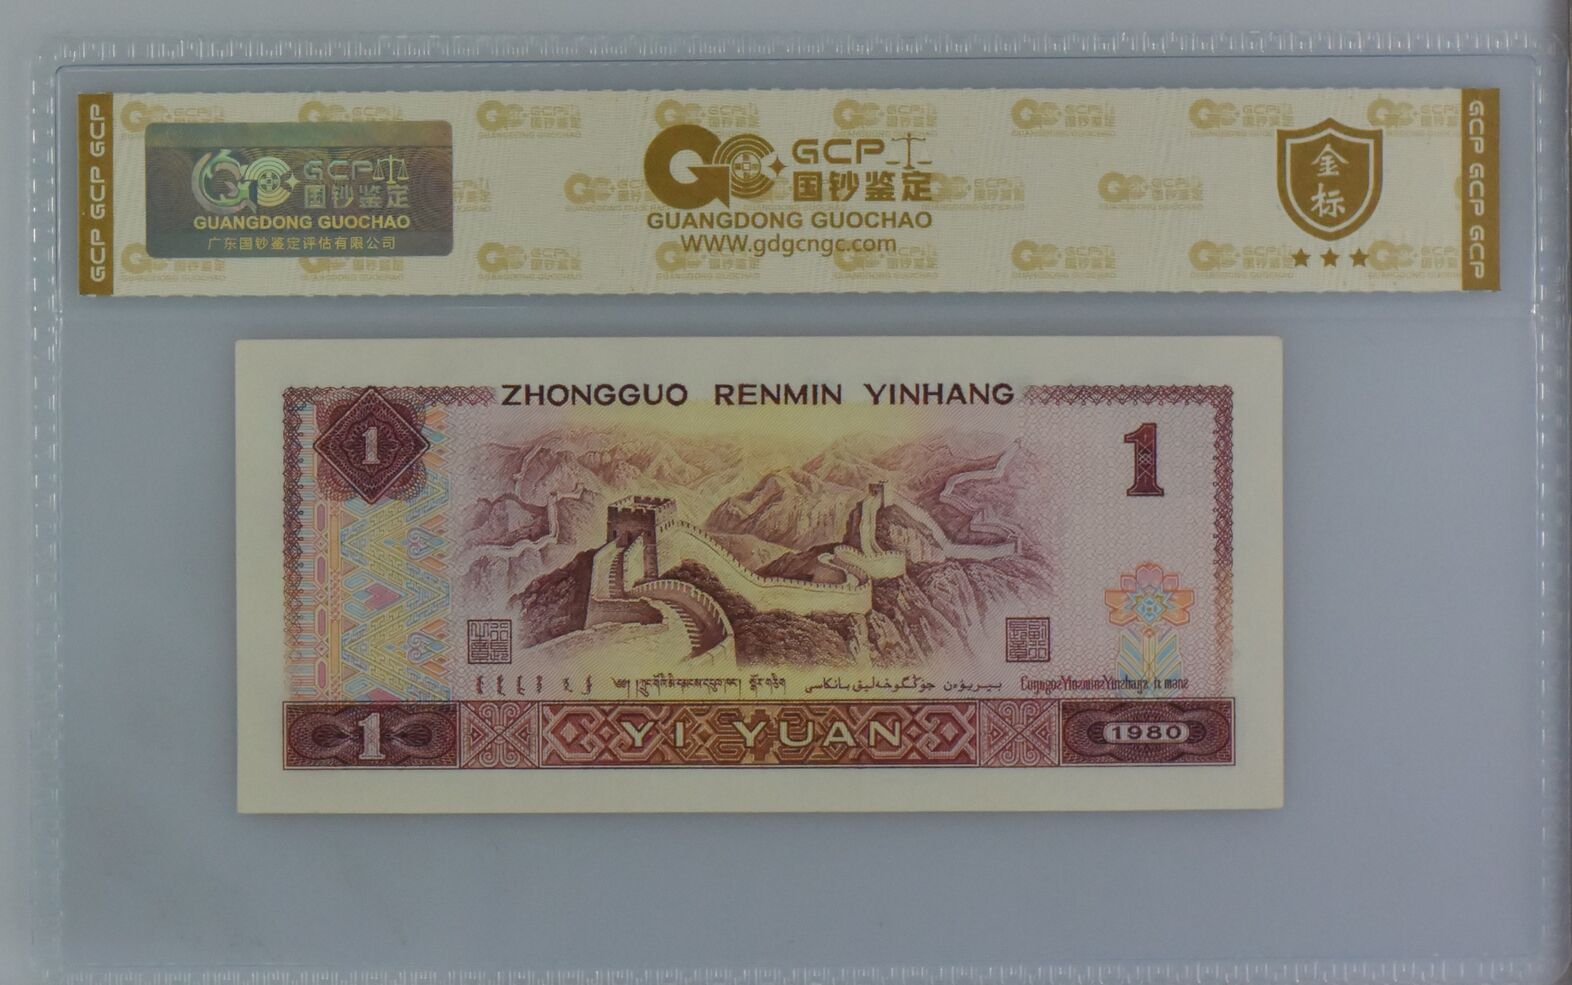 GCP GCP GCP
GCP
国钞鉴定
GUANGDONG GUOCHAO
广东国钞鉴定评估有限公司
GCP
国钞鉴定
GUANGDONG GUOCHAO
WWW.gdgcngc.com
金标
GCP GCP GCP
ZHONGGUO RENMIN YINHANG
1
1
1
YI YUAN
1980